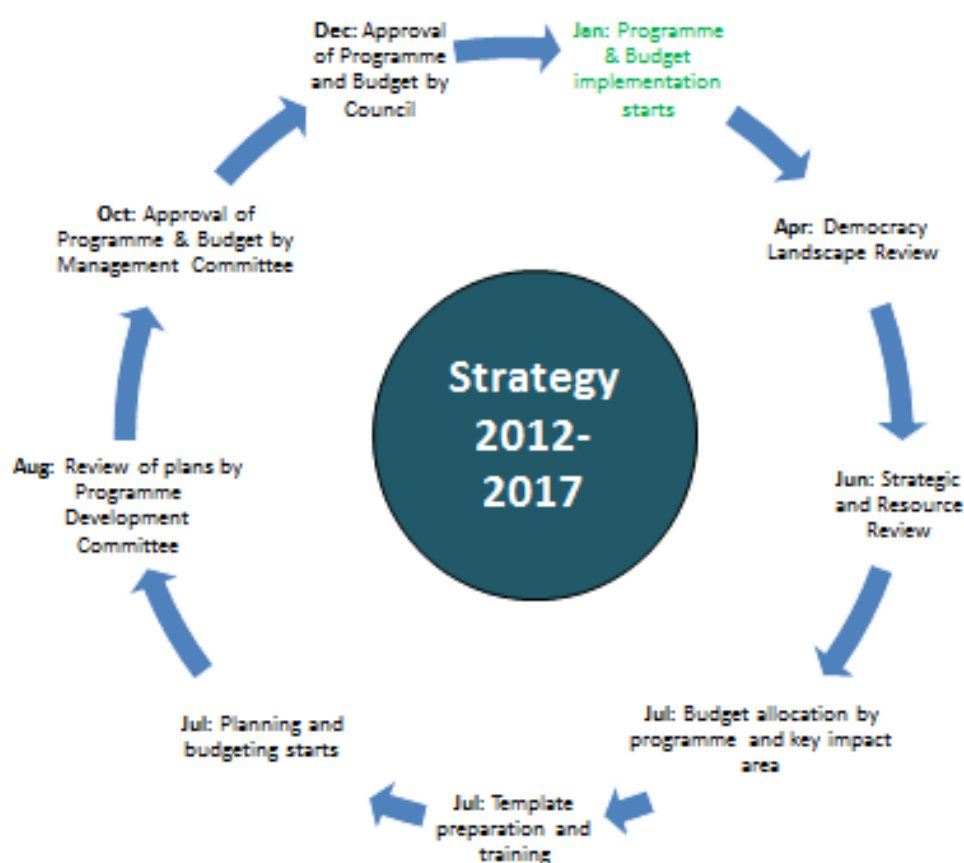 Dec: Approval
of Programme
and Budget by
Council
Jan: Programme
& Budget
implementation
starts
Apr: Democracy
Landscape Review
Jun: Strategic
and Resource
Review
Jul: Budget allocation by
programme and key impact
area
Jul: Template
preparation and
training
Jul: Planning and
budgeting starts
Aug: Review of plans by
Programme
Development
Committee
Oct: Approval of
Programme & Budget by
Management Committee
Strategy
2012-
2017